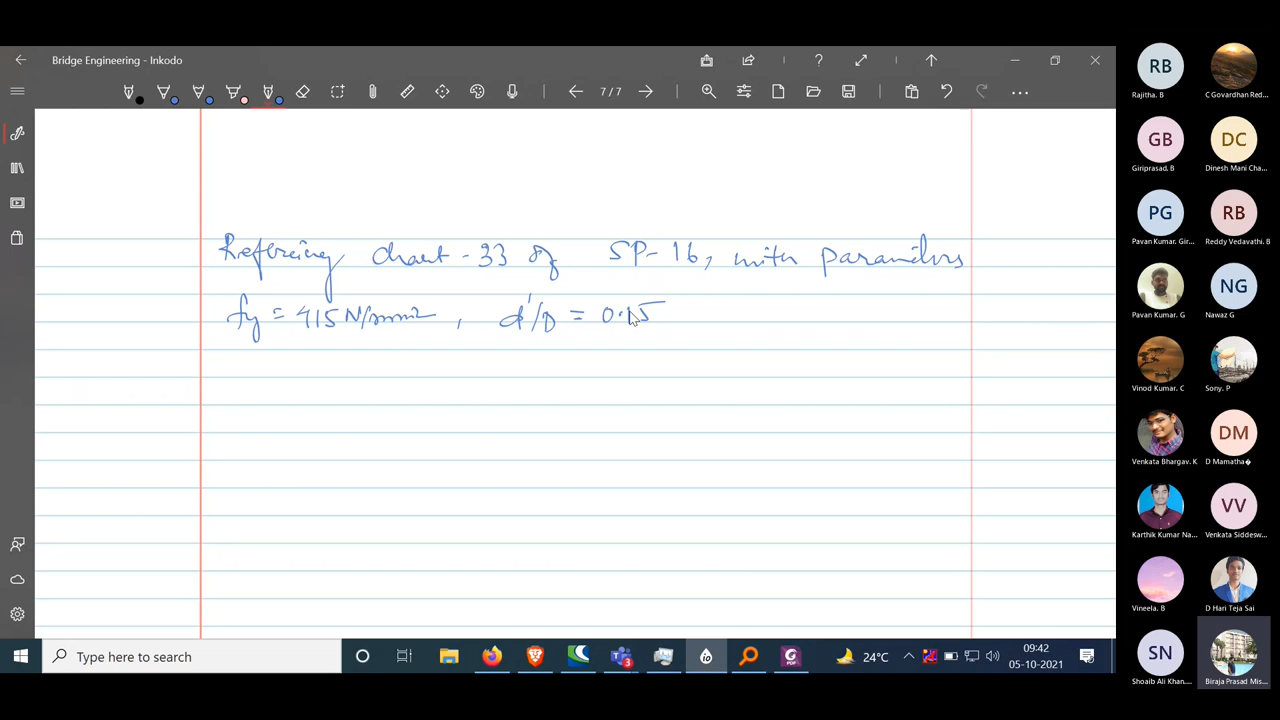 Bridge Engineering - Inkodo
7/7
Refering chart-33 of SP-16, with parameters
fy = 415 N/mm2, d'/D = 0.15
RB
Rajitha. B
C Govardhan Red...
GB
Giriprasad. B
DC
Dinesh Mani Cha...
PG
Pavan Kumar. Gir...
RB
Reddy Vedavathi. B
Pavan Kumar. G
NG
Nawaz G
Vinod Kumar. C
Sony. P
Venkata Bhargav. K
DM
D Mamatha�
Karthik Kumar Na...
VV
Venkata Siddesw...
Vineela. B
D Hari Teja Sai
SN
Shoaib Ali Khan....
Biraja Prasad Mis...
Type here to search
24°C
09:42
05-10-2021